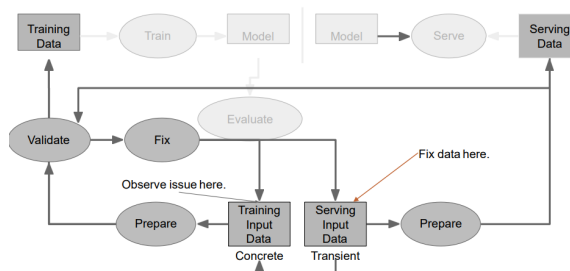 Training
Data
Train
Model
Model
Serve
Serving
Data
Evaluate
Validate
Fix
Fix data here.
Observe issue here.
Prepare
Training
Input
Data
Serving
Input
Data
Prepare
Concrete
Transient